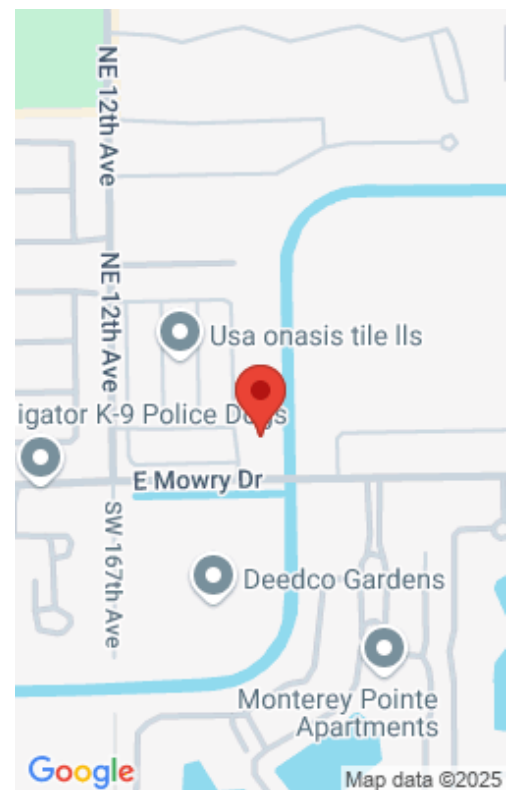 NE 12th Ave
NE 12th Ave
Usa onasis tile lls
igator K-9 Police Dogs
E Mowry Dr
SW 167th Ave
Deedco Gardens
Monterey Pointe
Apartments
Google
Map data ©2025